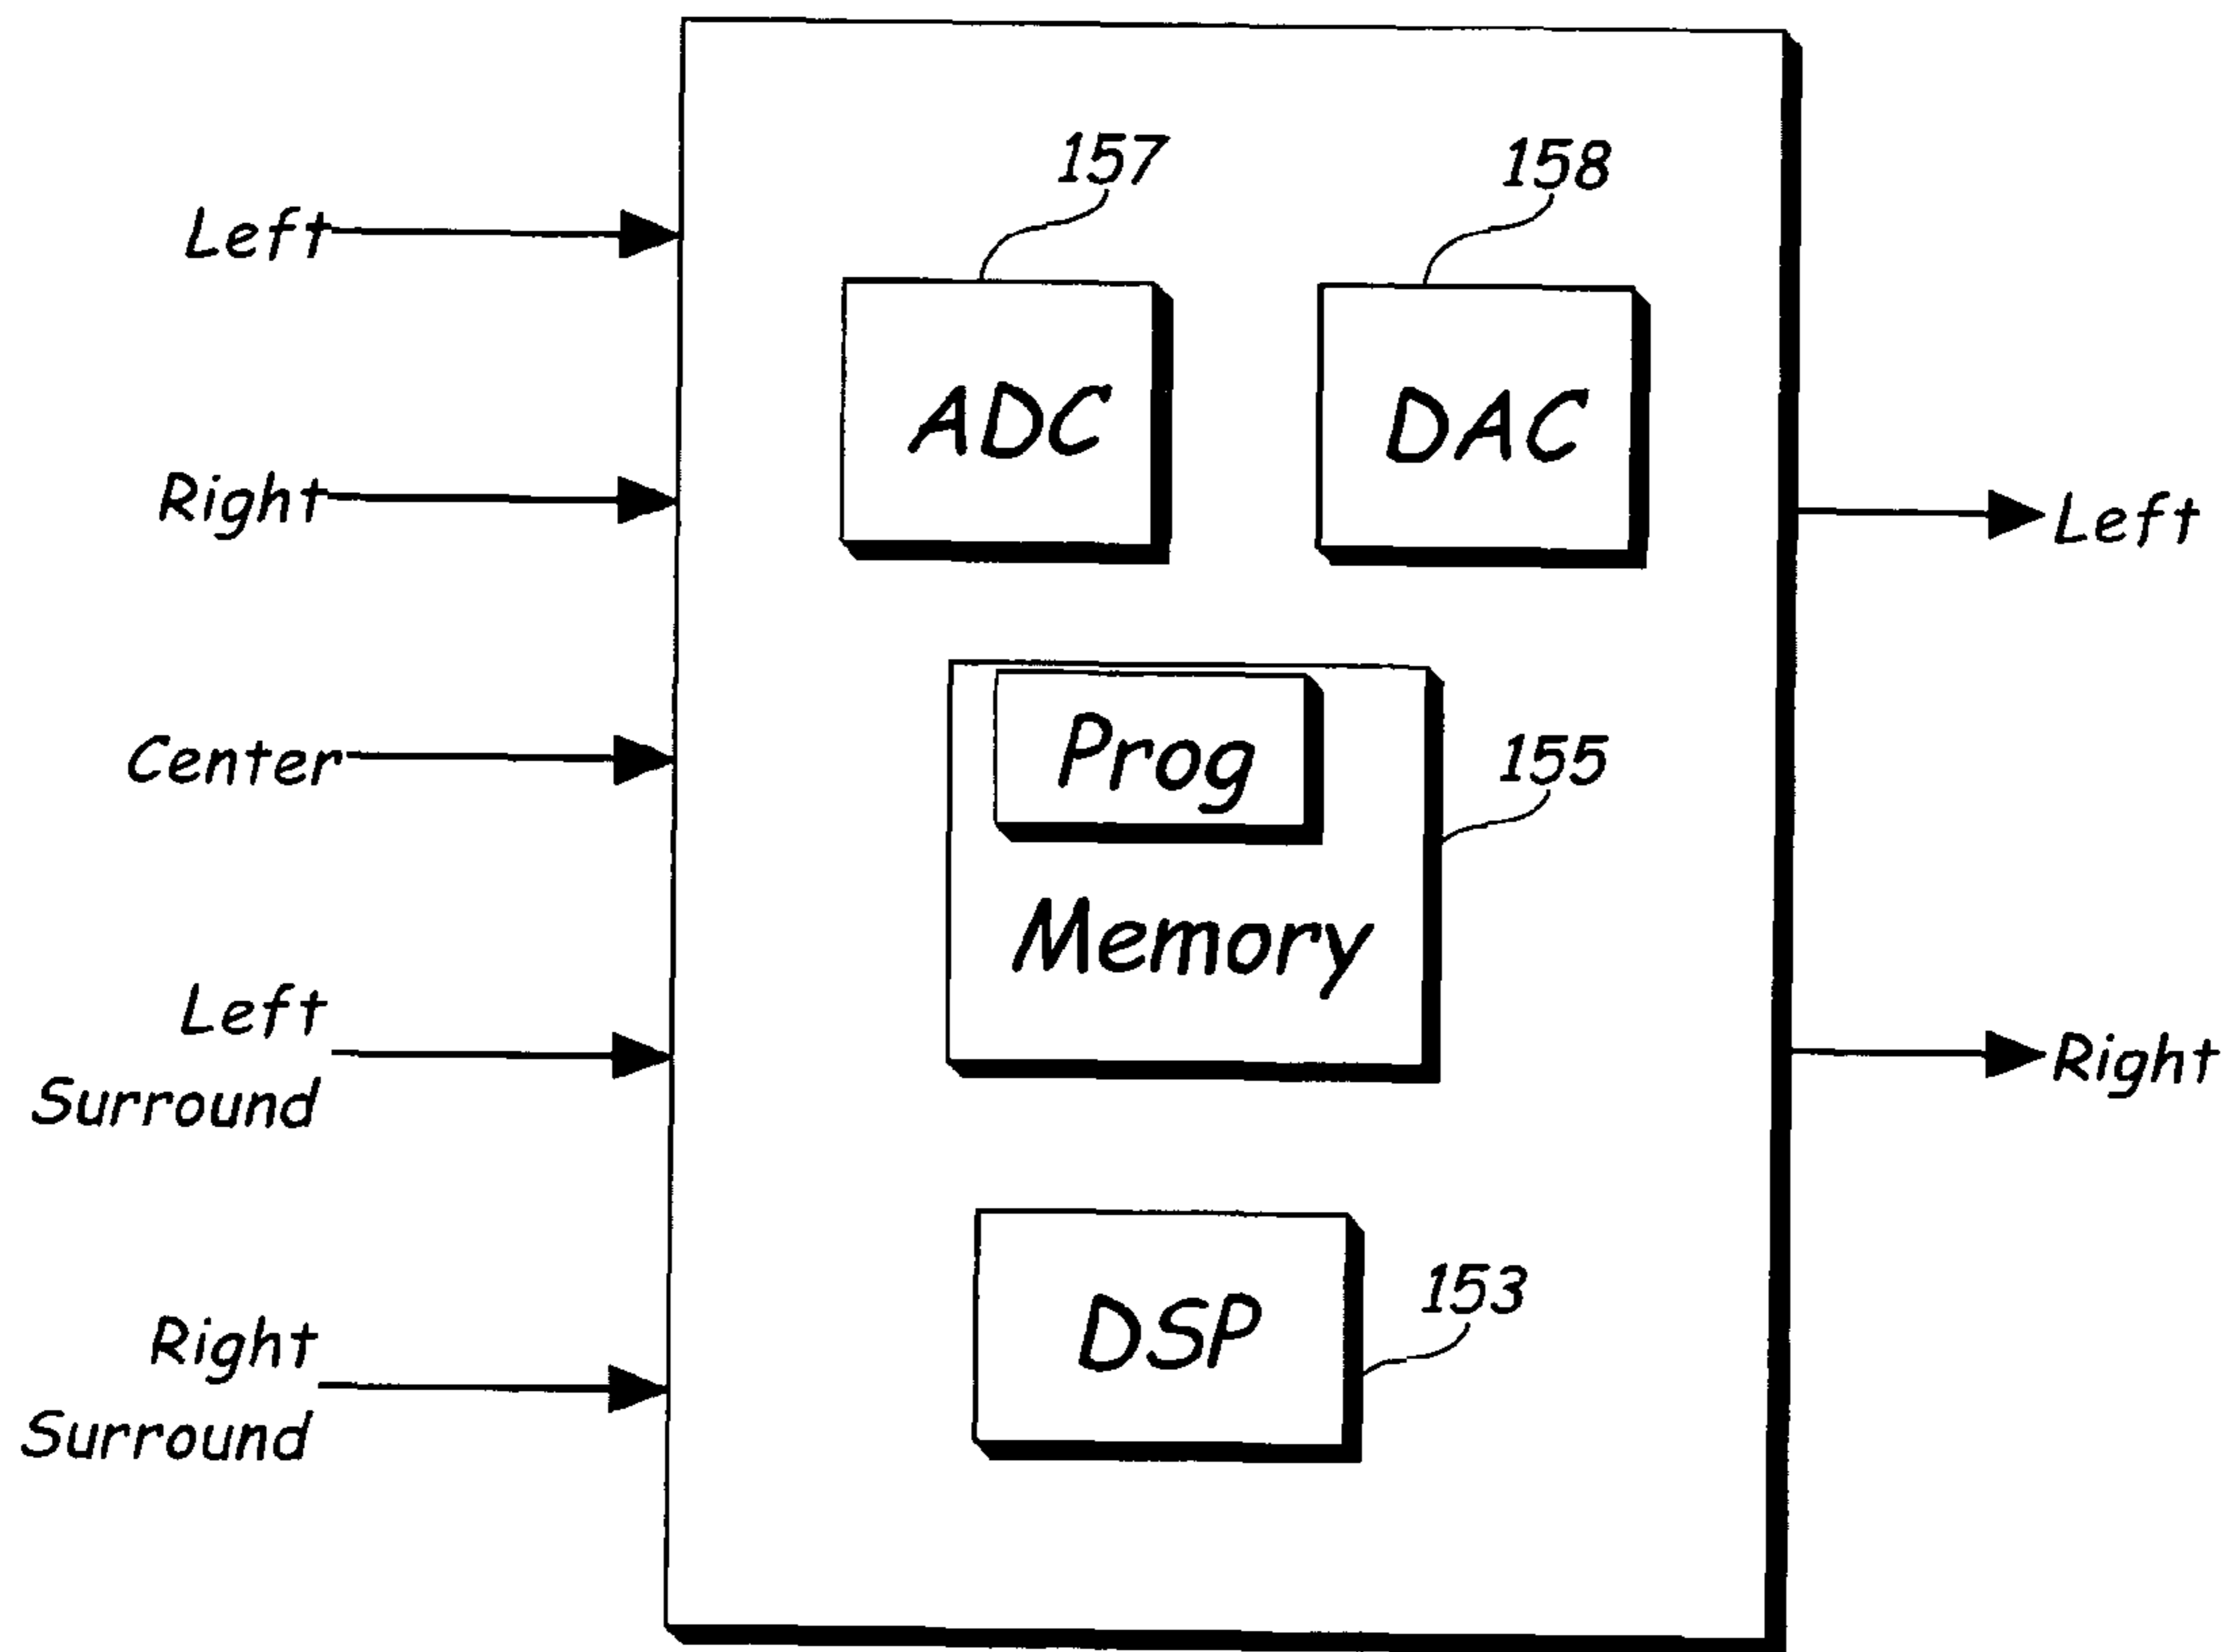 157
158
Left
ADC
DAC
Right
Left
Prog
155
Center
Memory
Left
Surround
Right
DSP
153
Right
Surround